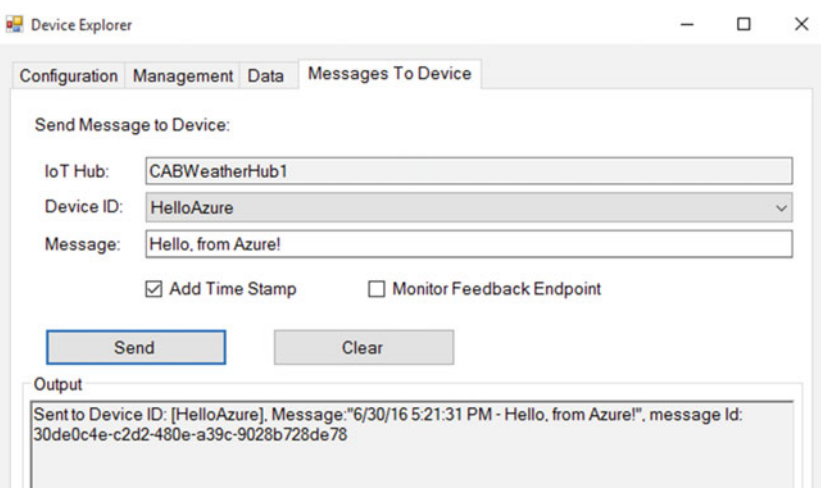 Device Explorer
Configuration Management Data Messages To Device
Send Message to Device:
IoT Hub: CABWeatherHub1
Device ID: HelloAzure
Message: Hello, from Azure!
Add Time Stamp Monitor Feedback Endpoint
Send Clear
Output
Sent to Device ID: [HelloAzure], Message:"6/30/16 5:21:31 PM - Hello, from Azure!", message Id:
30de0c4e-c2d2-480e-a39c-9028b728de78